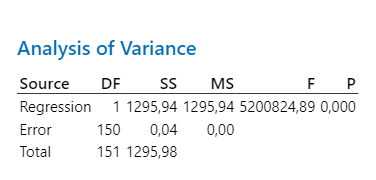 Analysis of Variance
Source DF SS MS F P
Regression 1 1295,94 1295,94 5200824,89 0,000
Error 150 0,04 0,00
Total 151 1295,98